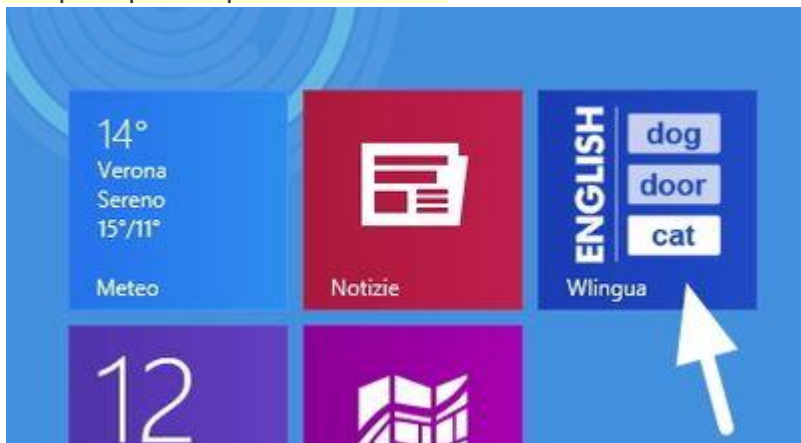 14°
Verona
Sereno
15°/11°
Meteo
Notizie
ENGLISH
dog
door
cat
Wlingua
12